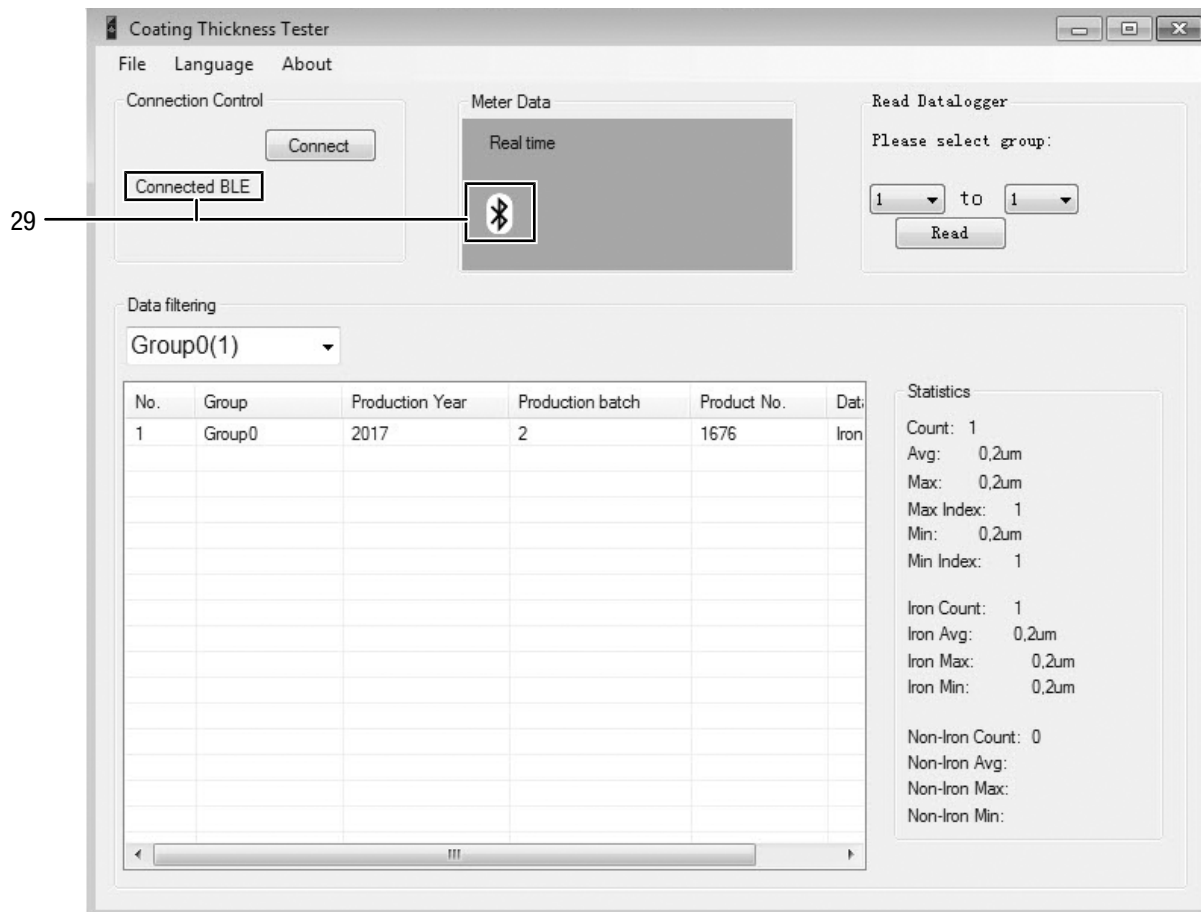 Coating Thickness Tester
File Language About
Connection Control
Connect
Connected BLE
29
Meter Data
Real time
Read Datalogger
Please select group:
1 to 1
Read
Data filtering
Group0(1)
No. Group Production Year Production batch Product No. Dat
1 Group0 2017 2 1676 Iron
Statistics
Count: 1
Avg: 0,2um
Max: 0,2um
Max Index: 1
Min: 0,2um
Min Index: 1
Iron Count: 1
Iron Avg: 0,2um
Iron Max: 0,2um
Iron Min: 0,2um
Non-Iron Count: 0
Non-Iron Avg:
Non-Iron Max:
Non-Iron Min: